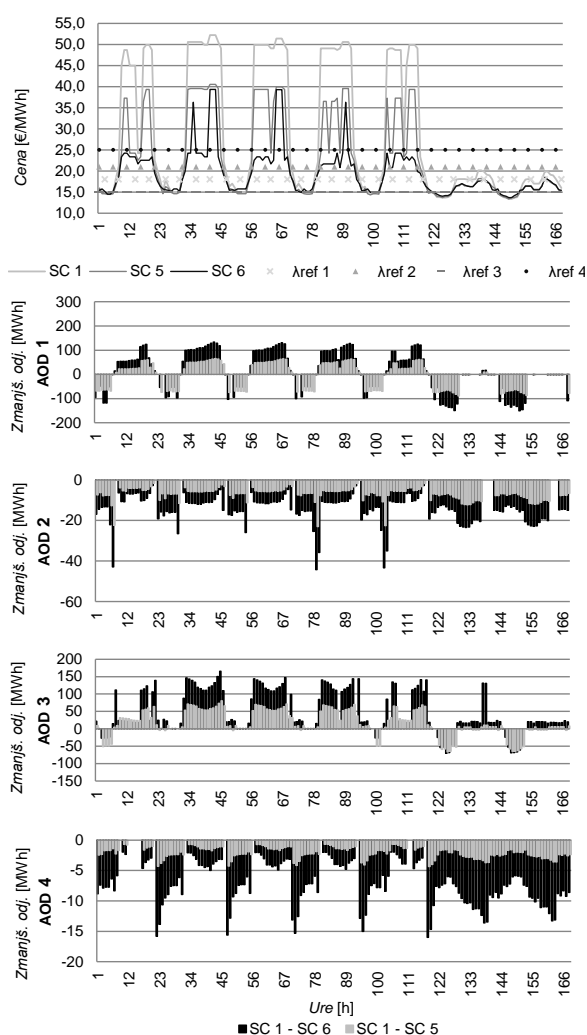 Cena [€/MWh]
55,0
50,0
45,0
40,0
35,0
30,0
25,0
20,0
15,0
10,0
1 12 23 34 45 56 67 78 89 100 111 122 133 144 155 166
SC 1 SC 5 SC 6 λref 1 λref 2 λref 3 λref 4
Zmanjš. odj. [MWh]
AOD 1
300
200
100
0
-100
-200
1 12 23 34 45 56 67 78 89 100 111 122 133 144 155 166
Zmanjš. odj. [MWh]
AOD 2
0
-20
-40
-60
1 12 23 34 45 56 67 78 89 100 111 122 133 144 155 166
Zmanjš. odj. [MWh]
AOD 3
200
150
100
50
0
-50
-100
-150
1 12 23 34 45 56 67 78 89 100 111 122 133 144 155 166
Zmanjš. odj. [MWh]
AOD 4
0
-5
-10
-15
-20
1 12 23 34 45 56 67 78 89 100 111 122 133 144 155 166
Ure [h]
SC 1 - SC 6 SC 1 - SC 5